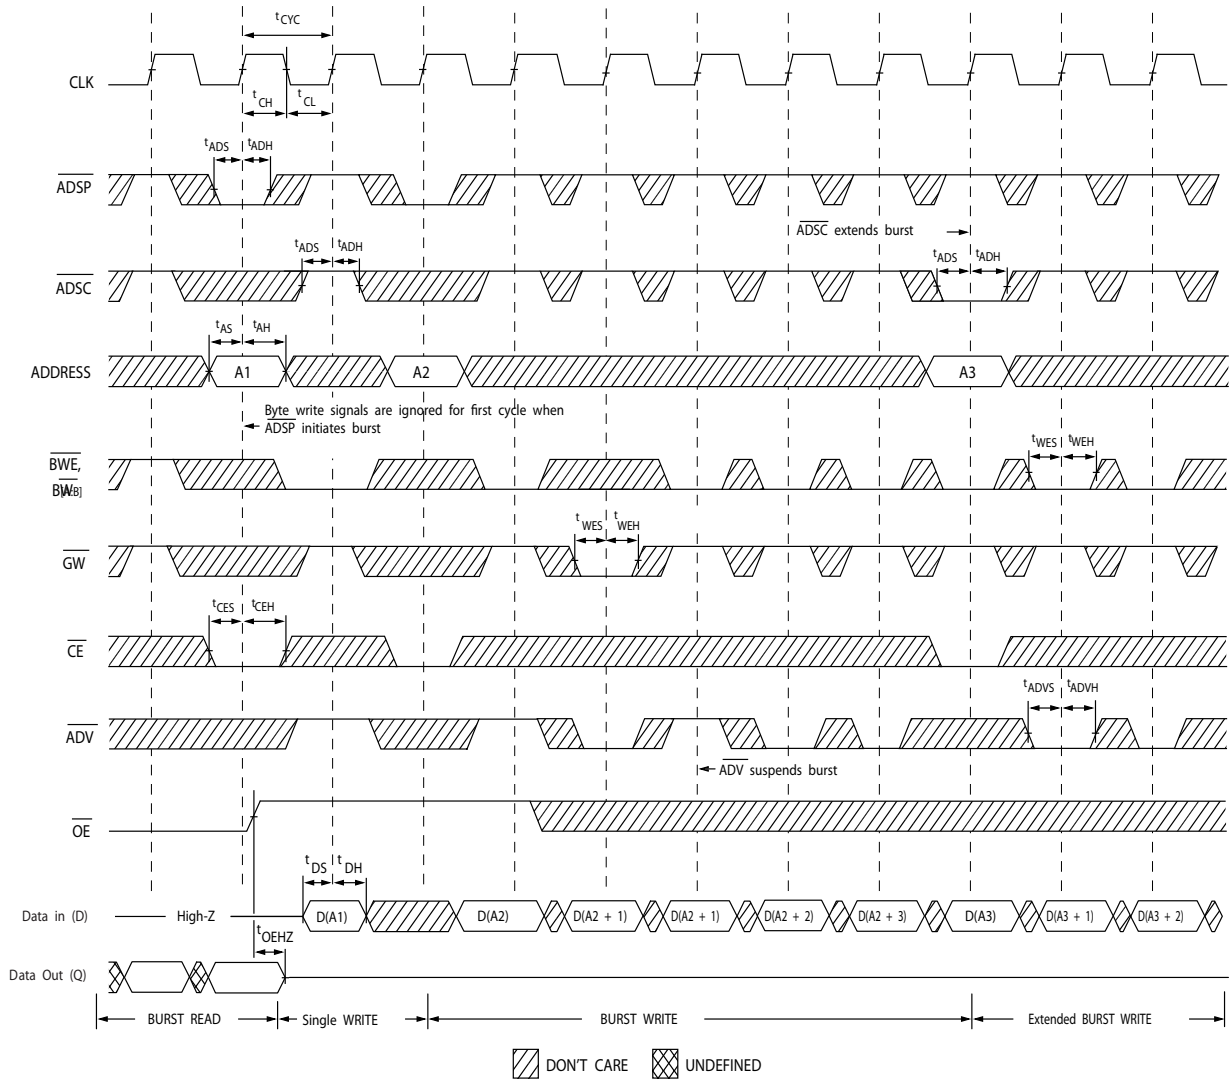 tCYC
CLK
tCH tCL
tADS tADH
ADSP
ADSC extends burst
tADS tADH
tADS tADH
ADSC
tAS tAH
ADDRESS A1 A2 A3
Byte write signals are ignored for first cycle when
ADSP initiates burst
tWES tWEH
BWE,
BW[A:B]
tWES tWEH
GW
tCES tCEH
CE
tADVS tADVH
ADV
ADV suspends burst
OE
tDS tDH
Data in (D) High-Z D(A1) D(A2) D(A2 + 1) D(A2 + 1) D(A2 + 2) D(A2 + 3) D(A3) D(A3 + 1) D(A3 + 2)
tOEHZ
Data Out (Q)
BURST READ Single WRITE BURST WRITE Extended BURST WRITE
DON'T CARE UNDEFINED